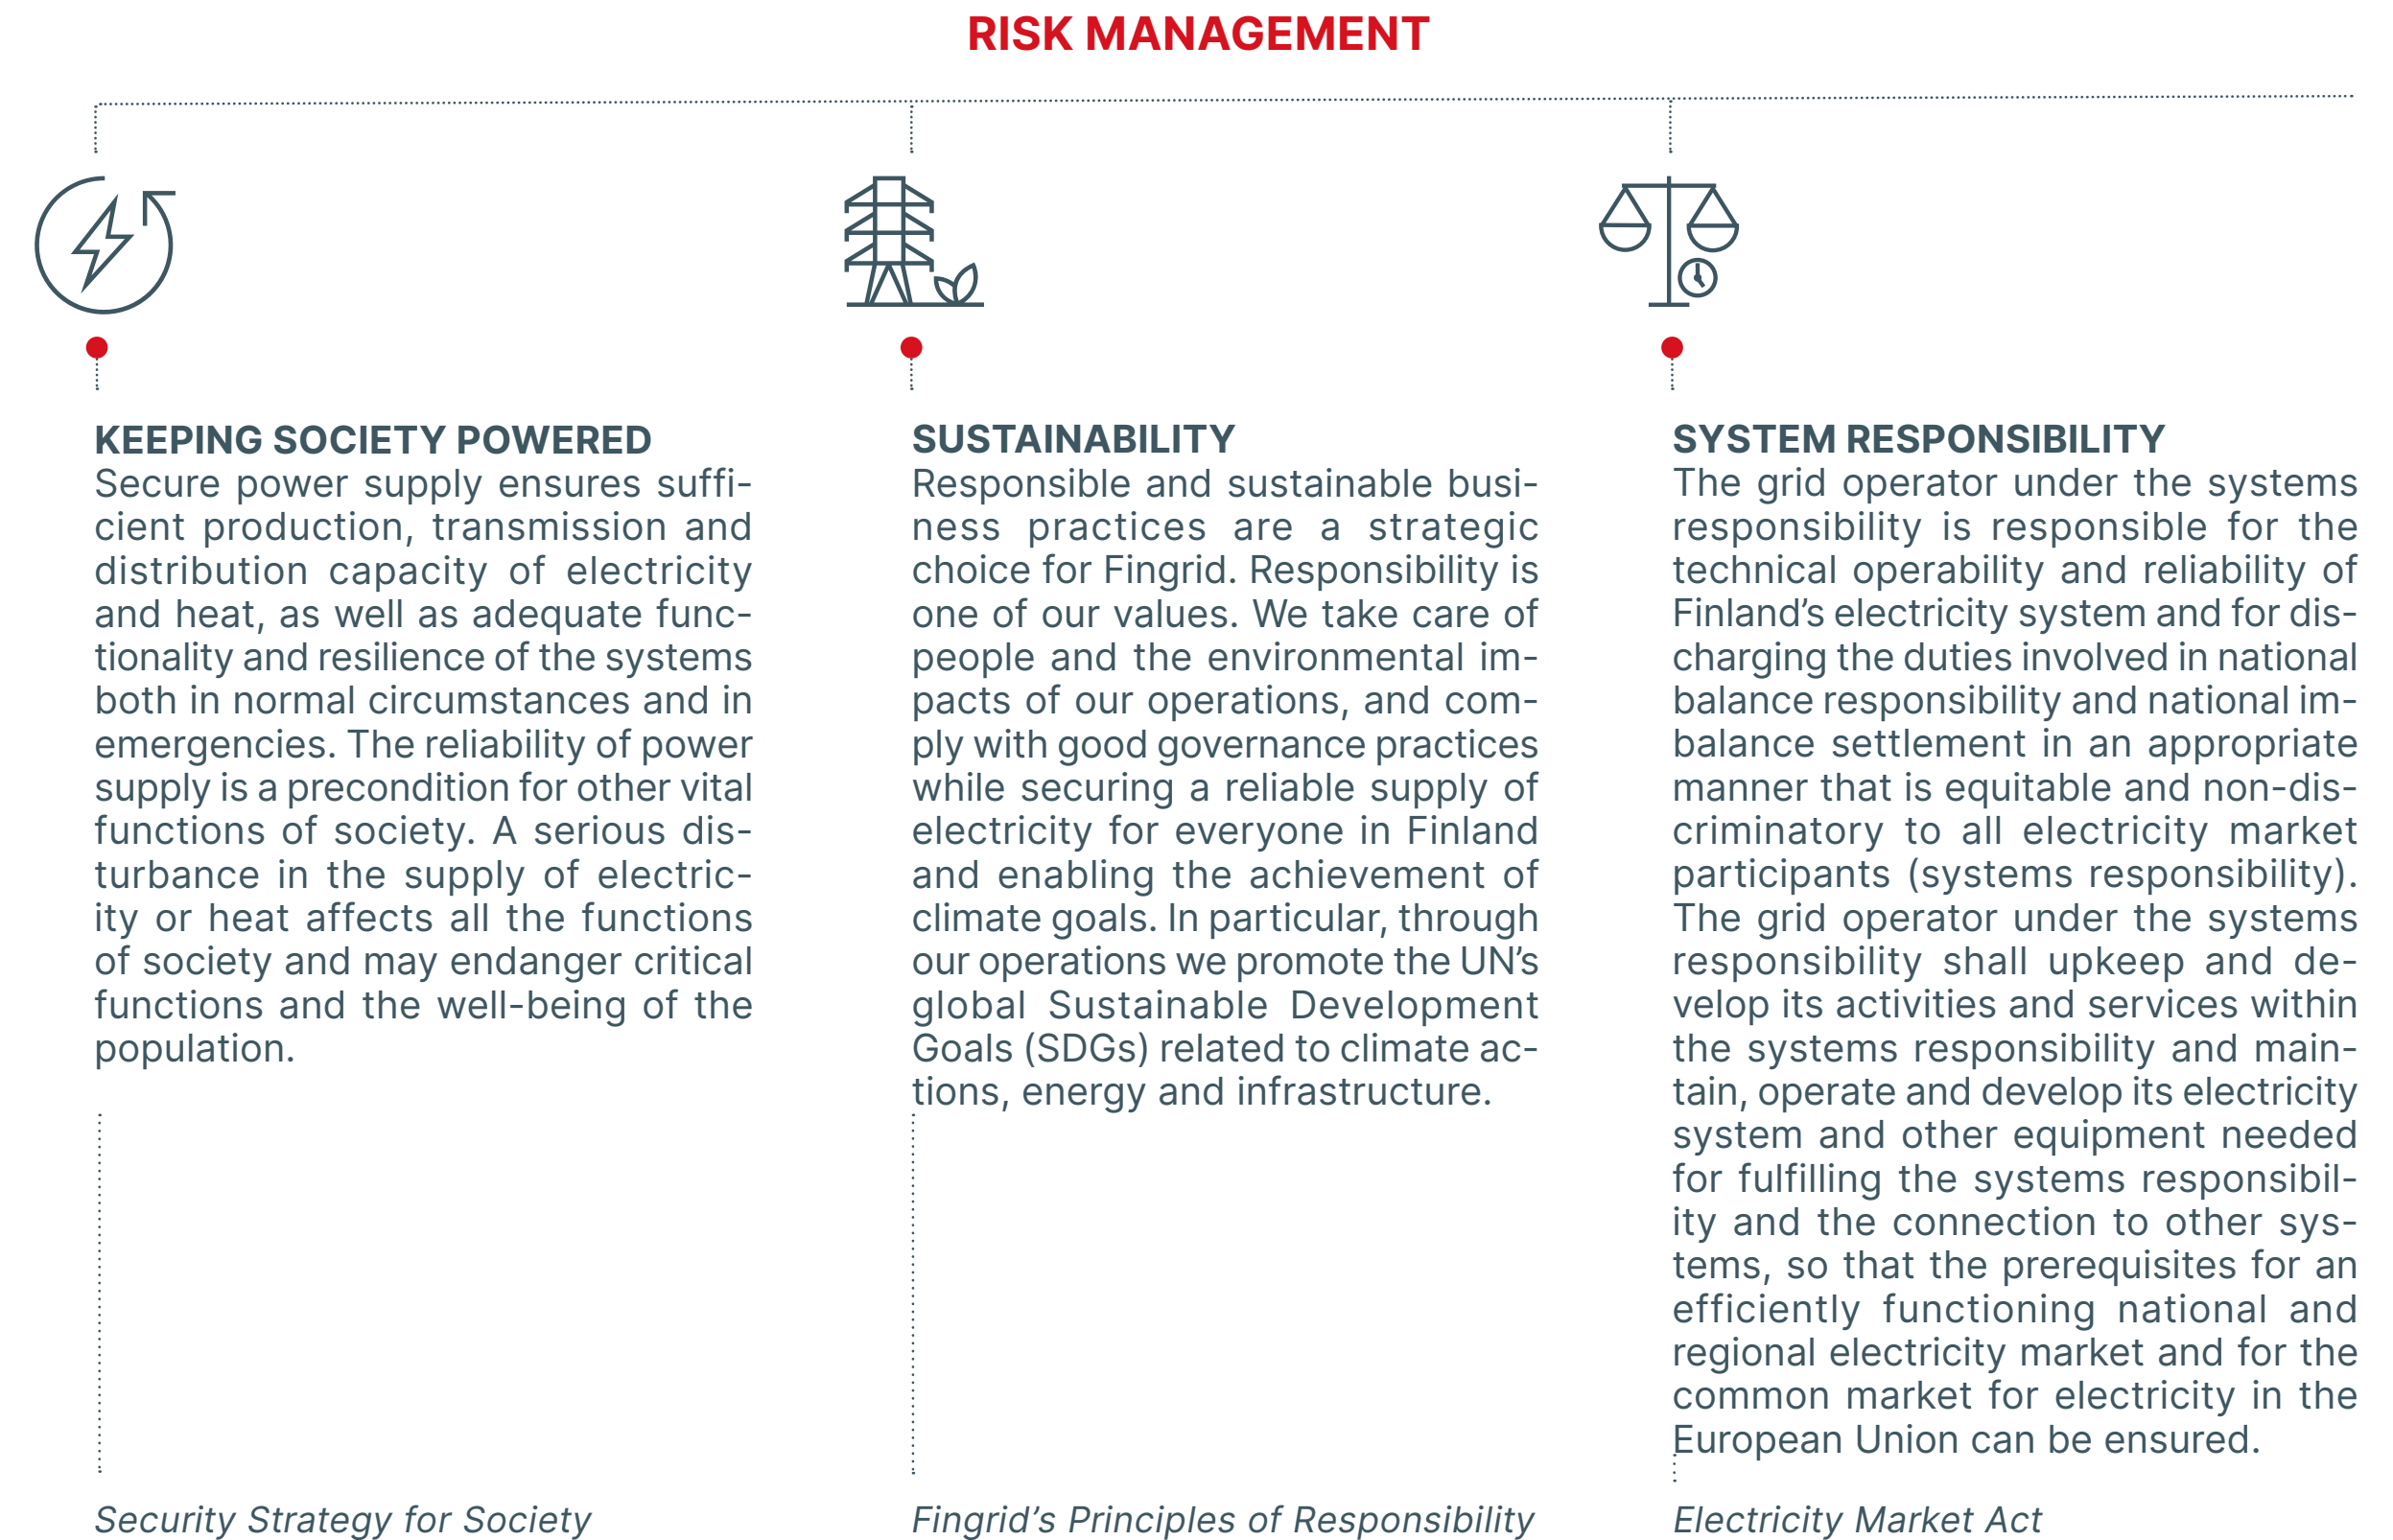 RISK MANAGEMENT
KEEPING SOCIETY POWERED
Secure power supply ensures suffi-
cient production, transmission and
distribution capacity of electricity
and heat, as well as adequate func-
tionality and resilience of the systems
both in normal circumstances and in
emergencies. The reliability of power
supply is a precondition for other vital
functions of society. A serious dis-
turbance in the supply of electric-
ity or heat affects all the functions
of society and may endanger critical
functions and the well-being of the
population.
Security Strategy for Society
SUSTAINABILITY
Responsible and sustainable busi-
ness practices are a strategic
choice for Fingrid. Responsibility is
one of our values. We take care of
people and the environmental im-
pacts of our operations, and com-
ply with good governance practices
while securing a reliable supply of
electricity for everyone in Finland
and enabling the achievement of
climate goals. In particular, through
our operations we promote the UN’s
global Sustainable Development
Goals (SDGs) related to climate ac-
tions, energy and infrastructure.
Fingrid’s Principles of Responsibility
SYSTEM RESPONSIBILITY
The grid operator under the systems
responsibility is responsible for the
technical operability and reliability of
Finland’s electricity system and for dis-
charging the duties involved in national
balance responsibility and national im-
balance settlement in an appropriate
manner that is equitable and non-dis-
criminatory to all electricity market
participants (systems responsibility).
The grid operator under the systems
responsibility shall upkeep and de-
velop its activities and services within
the systems responsibility and main-
tain, operate and develop its electricity
system and other equipment needed
for fulfilling the systems responsibil-
ity and the connection to other sys-
tems, so that the prerequisites for an
efficiently functioning national and
regional electricity market and for the
common market for electricity in the
European Union can be ensured.
Electricity Market Act